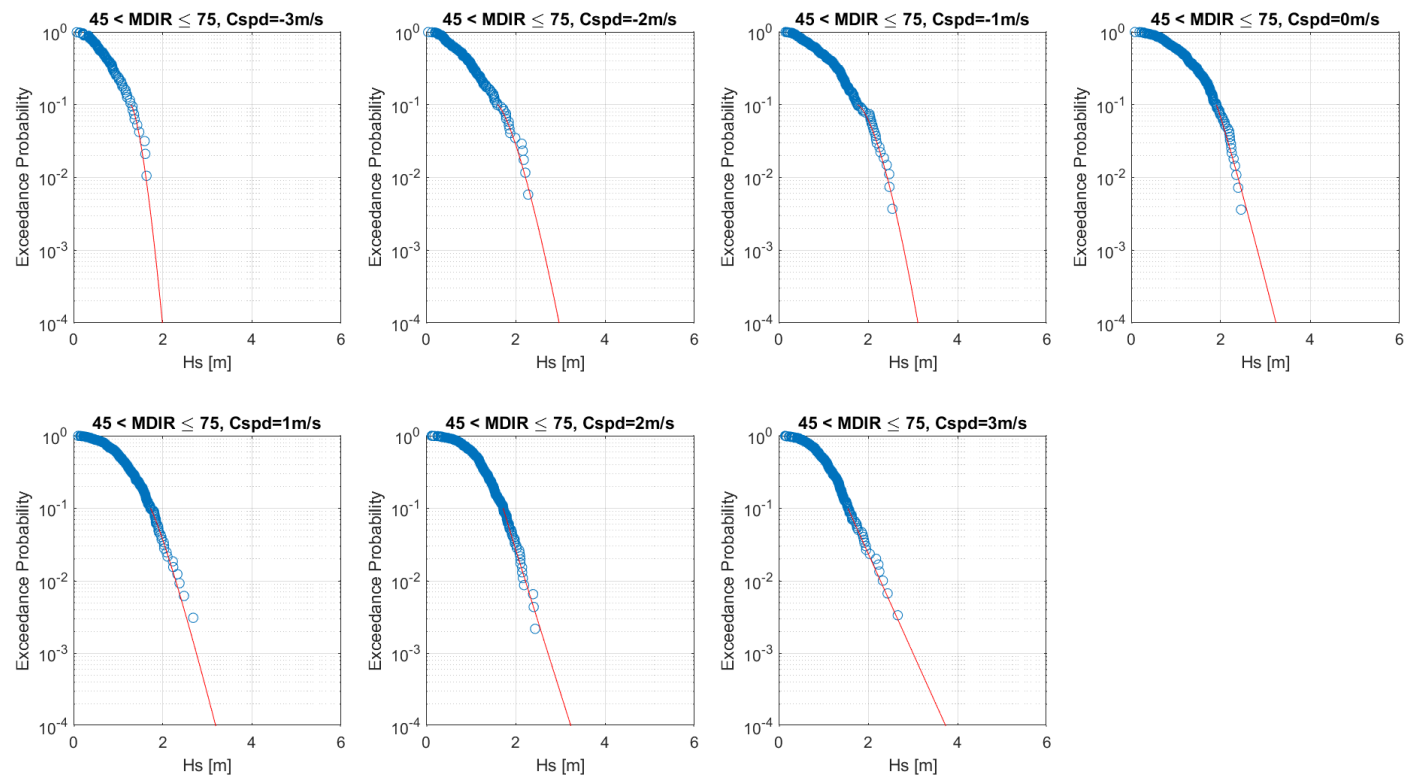 45 < MDIR ≤ 75, Cspd=-3m/s
10^0
10^-1
10^-2
10^-3
10^-4
Exceedance Probability
0 2 4 6
Hs [m]
45 < MDIR ≤ 75, Cspd=-2m/s
10^0
10^-1
10^-2
10^-3
10^-4
Exceedance Probability
0 2 4 6
Hs [m]
45 < MDIR ≤ 75, Cspd=-1m/s
10^0
10^-1
10^-2
10^-3
10^-4
Exceedance Probability
0 2 4 6
Hs [m]
45 < MDIR ≤ 75, Cspd=0m/s
10^0
10^-1
10^-2
10^-3
10^-4
Exceedance Probability
0 2 4 6
Hs [m]
45 < MDIR ≤ 75, Cspd=1m/s
10^0
10^-1
10^-2
10^-3
10^-4
Exceedance Probability
0 2 4 6
Hs [m]
45 < MDIR ≤ 75, Cspd=2m/s
10^0
10^-1
10^-2
10^-3
10^-4
Exceedance Probability
0 2 4 6
Hs [m]
45 < MDIR ≤ 75, Cspd=3m/s
10^0
10^-1
10^-2
10^-3
10^-4
Exceedance Probability
0 2 4 6
Hs [m]